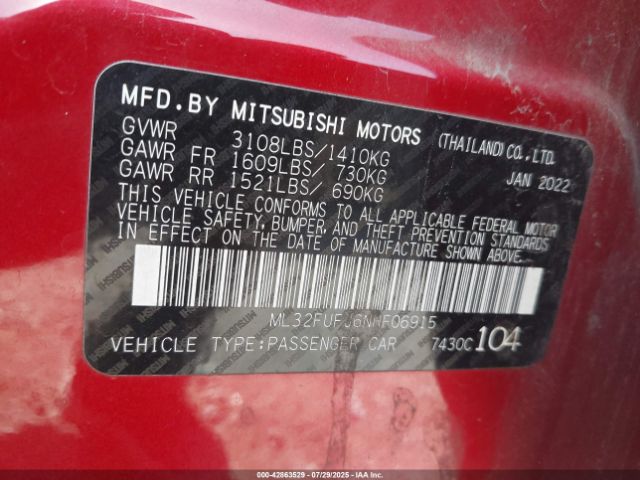 MFD.BY MITSUBISHI MOTORS (THAILAND)CO.,LTD.
GVWR 3108LBS/1410KG JAN 2022
GAWR FR 1609LBS/ 730KG
GAWR RR 1521LBS/ 690KG
THIS VEHICLE CONFORMS TO ALL APPLICABLE FEDERAL MOTOR
VEHICLE SAFETY, BUMPER, AND THEFT PREVENTION STANDARDS
IN EFFECT ON THE DATE OF MANUFACTURE SHOWN ABOVE.
ML32FUFJ6NHF06915
VEHICLE TYPE:PASSENGER CAR 7430C 104
000-42863529 | 07/29/2025 | IAAI.COM